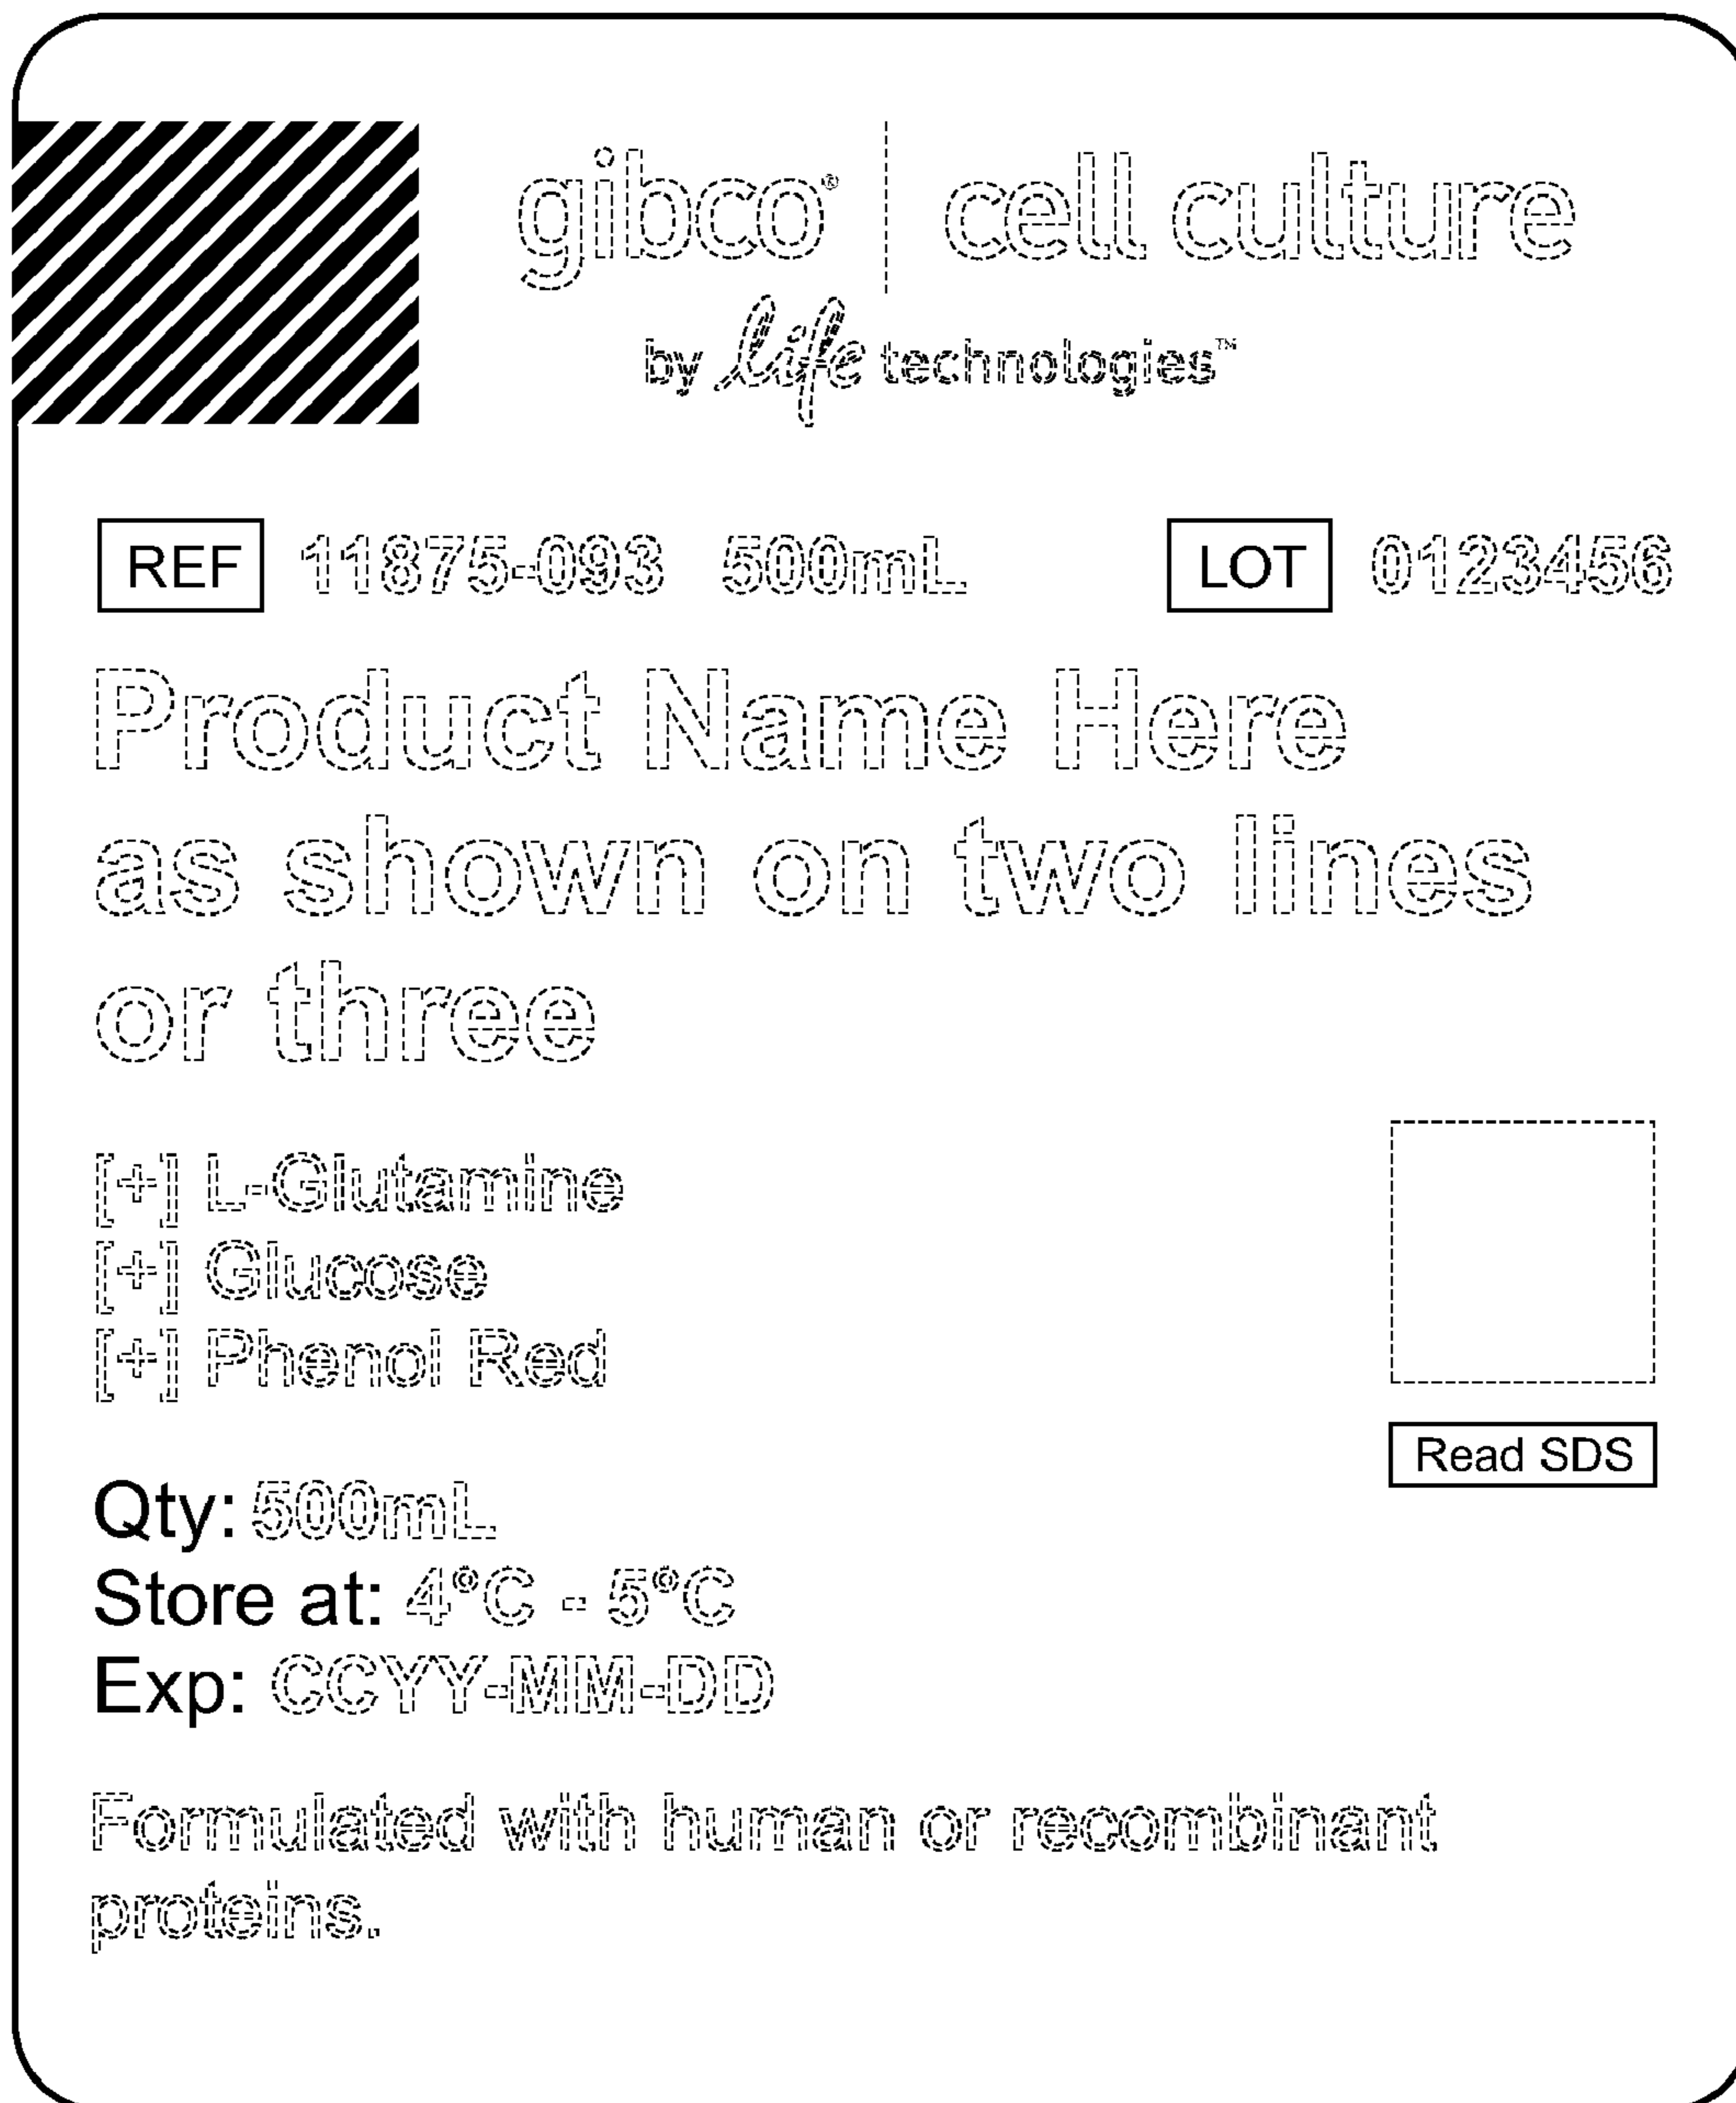 gibco® | cell culture
by life technologies™
REF 11875-093 500mL LOT 0123456
Product Name Here
as shown on two lines
or three
[+] L-Glutamine
[+] Glucose
[+] Phenol Red
Read SDS
Qty: 500mL
Store at: 4°C - 5°C
Exp: CCYY-MM-DD
Formulated with human or recombinant
proteins.